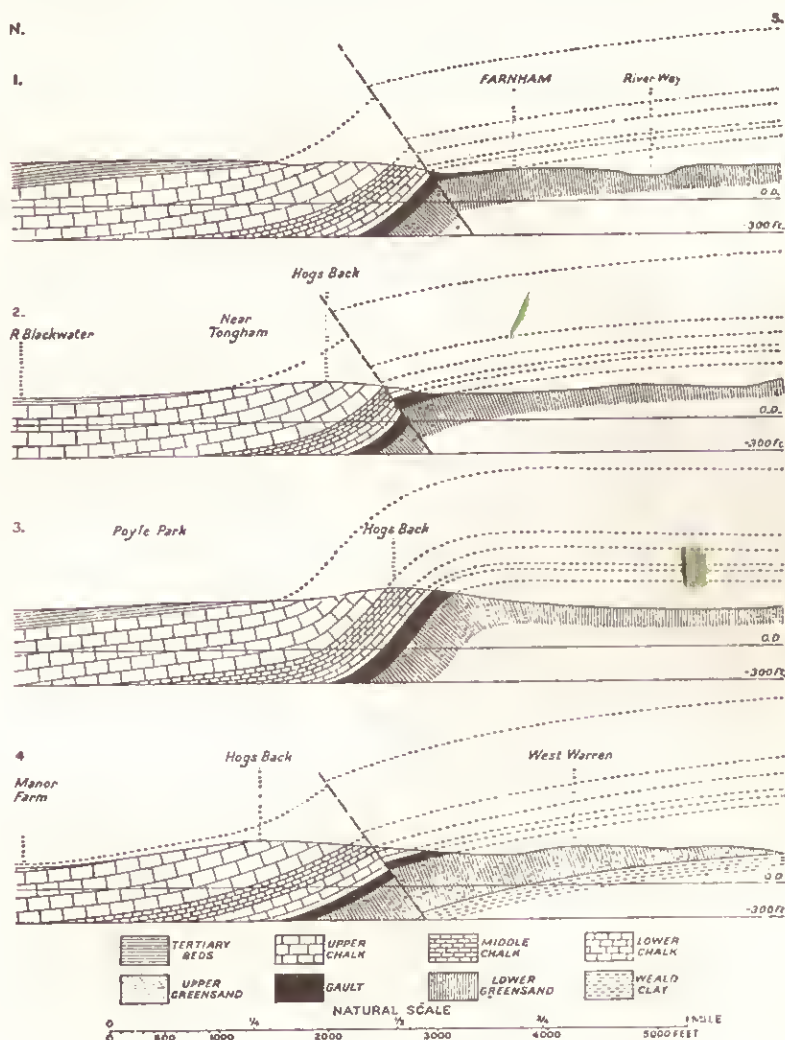 N. S.
1. FARNHAM River Wey
O.D.
-300 Ft.
Hogs Back
2. Near
R Blackwater Tongham
O.D.
-300 Ft.
3. Poyle Park Hogs Back
O.D.
-300 Ft.
4 Hogs Back West Warren
Manor
Farm
O.D.
-300 Ft.
TERTIARY BEDS UPPER CHALK MIDDLE CHALK LOWER CHALK
UPPER GREENSAND GAULT LOWER GREENSAND WEALD CLAY
NATURAL SCALE
0 1/4 1/2 3/4 1 MILE
0 500 1000 2000 3000 4000 5000 FEET